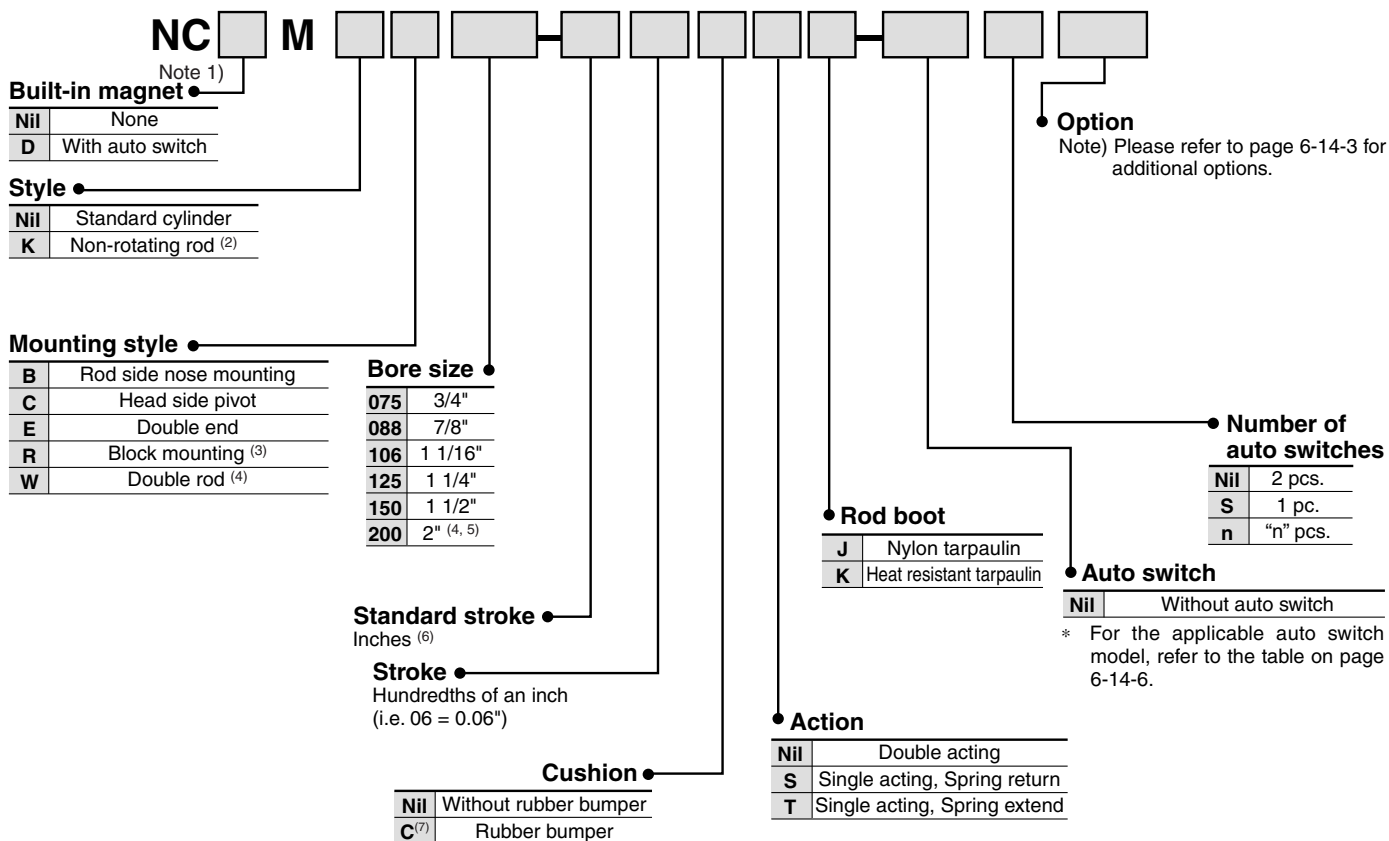 NC M
Note 1)
Built-in magnet
Nil None
D With auto switch
Style
Nil Standard cylinder
K Non-rotating rod (2)
Mounting style
B Rod side nose mounting
C Head side pivot
E Double end
R Block mounting (3)
W Double rod (4)
Bore size
075 3/4"
088 7/8"
106 1 1/16"
125 1 1/4"
150 1 1/2"
200 2" (4, 5)
Standard stroke
Inches (6)
Stroke
Hundredths of an inch
(i.e. 06 = 0.06")
Cushion
Nil Without rubber bumper
C(7) Rubber bumper
Action
Nil Double acting
S Single acting, Spring return
T Single acting, Spring extend
Rod boot
J Nylon tarpaulin
K Heat resistant tarpaulin
Auto switch
Nil Without auto switch
* For the applicable auto switch
model, refer to the table on page
6-14-6.
Number of
auto switches
Nil 2 pcs.
S 1 pc.
n “n” pcs.
Option
Note) Please refer to page 6-14-3 for
additional options.